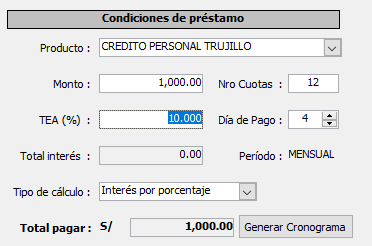 Condiciones de préstamo
Producto : CREDITO PERSONAL TRUJILLO
Monto : 1,000.00 Nro Cuotas : 12
TEA (%) : 10.000 Día de Pago : 4
Total interés : 0.00 Período : MENSUAL
Tipo de cálculo : Interés por porcentaje
Total pagar : S/ 1,000.00 Generar Cronograma